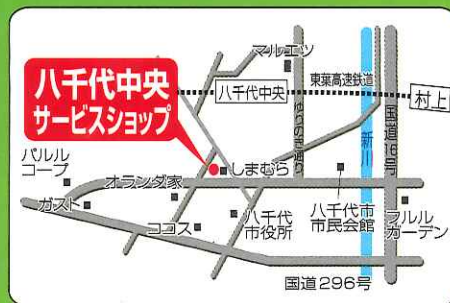 マルエツ
八千代中央
サービスショップ
八千代中央
東葉高速鉄道
村上
ゆりのき通り
新川
国道16号
パルル
コープ
オランダ家
しまむら
ガスト
ココス
八千代
市役所
八千代市
市民会館
フルル
ガーデン
国道296号